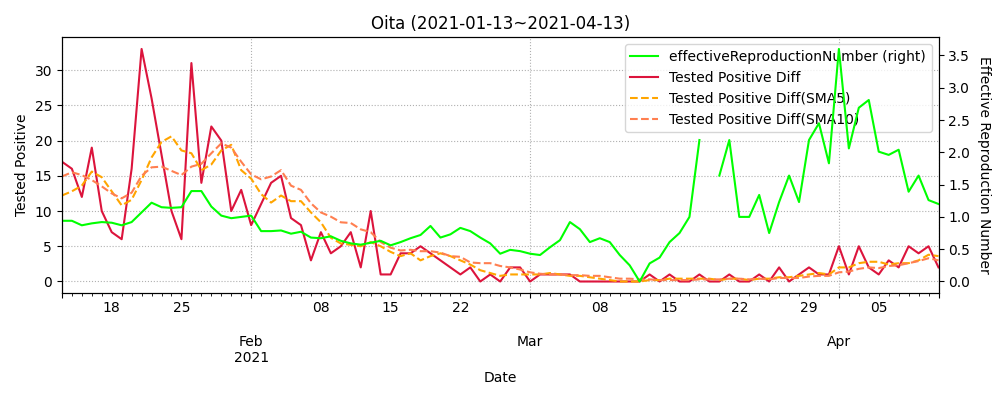 Oita (2021-01-13~2021-04-13)
effectiveReproductionNumber (right)
Tested Positive Diff
Tested Positive Diff(SMA5)
Tested Positive Diff(SMA10)
Tested Positive
30
25
20
15
10
5
0
Effective Reproduction Number
3.5
3.0
2.5
2.0
1.5
1.0
0.5
0.0
18 25 08 15 22 08 15 22 29 05
Feb Mar Apr
2021
Date